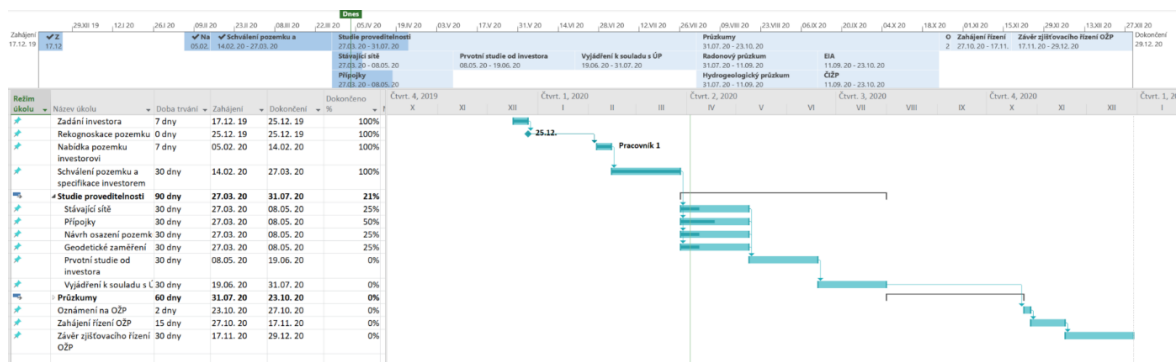 Dnes
29.XII 19 12.I 20 26.I 20 09.II 20 23.II 20 08.III 20 22.III 20 05.IV 20 19.IV 20 03.V 20 17.V 20 31.V 20 14.VI 20 28.VI 20 12.VII 20 26.VII 20 09.VIII 20 23.VIII 20 06.IX 20 20.IX 20 04.X 20 18.X 20 01.XI 20 15.XI 20 29.XI 20 13.XII 20 27.XII 20
Zahájení
17.12. 19
Z
17.12
Na
05.02.
Schválení pozemku a
14.02. 20 - 27.03. 20
Studie proveditelnosti
27.03. 20 - 31.07. 20
Průzkumy
31.07. 20 - 23.10. 20
O
2
Zahájení řízení
27.10. 20 - 17.11.
Závěr zjišťovacího řízení OŽP
17.11. 20 - 29.12. 20
Dokončení
29.12. 20
Stávající sítě
27.03. 20 - 08.05. 20
Prvotní studie od investora
08.05. 20 - 19.06. 20
Vyjádření k souladu s ÚP
19.06. 20 - 31.07. 20
Radonový průzkum
31.07. 20 - 11.09. 20
EIA
11.09. 20 - 23.10. 20
Přípojky
27.03. 20 - 08.05. 20
Hydrogeologický průzkum
31.07. 20 - 11.09. 20
ČIŽP
11.09. 20 - 23.10. 20
Režim úkolu Název úkolu Doba trvání Zahájení Dokončení Dokončeno %
Čtvrt. 4, 2019 Čtvrt. 1, 2020 Čtvrt. 2, 2020 Čtvrt. 3, 2020 Čtvrt. 4, 2020 Čtvrt. 1, 20
X XI XII I II III IV V VI VII VIII IX X XI XII I
Zadání investora 7 dny 17.12. 19 25.12. 19 100%
Rekognoskace pozemku 0 dny 25.12. 19 25.12. 19 100% 25.12.
Nabídka pozemku 7 dny 05.02. 20 14.02. 20 100% Pracovník 1
investorovi
Schválení pozemku a 30 dny 14.02. 20 27.03. 20 100%
specifikace investorem
Studie proveditelnosti 90 dny 27.03. 20 31.07. 20 21%
Stávající sítě 30 dny 27.03. 20 08.05. 20 25%
Přípojky 30 dny 27.03. 20 08.05. 20 50%
Návrh osazení pozemk 30 dny 27.03. 20 08.05. 20 25%
Geodetické zaměření 30 dny 27.03. 20 08.05. 20 25%
Prvotní studie od 30 dny 08.05. 20 19.06. 20 0%
investora
Vyjádření k souladu s Ú 30 dny 19.06. 20 31.07. 20 0%
Průzkumy 60 dny 31.07. 20 23.10. 20 0%
Oznámení na OŽP 2 dny 23.10. 20 27.10. 20 0%
Zahájení řízení OŽP 15 dny 27.10. 20 17.11. 20 0%
Závěr zjišťovacího řízení 30 dny 17.11. 20 29.12. 20 0%
OŽP